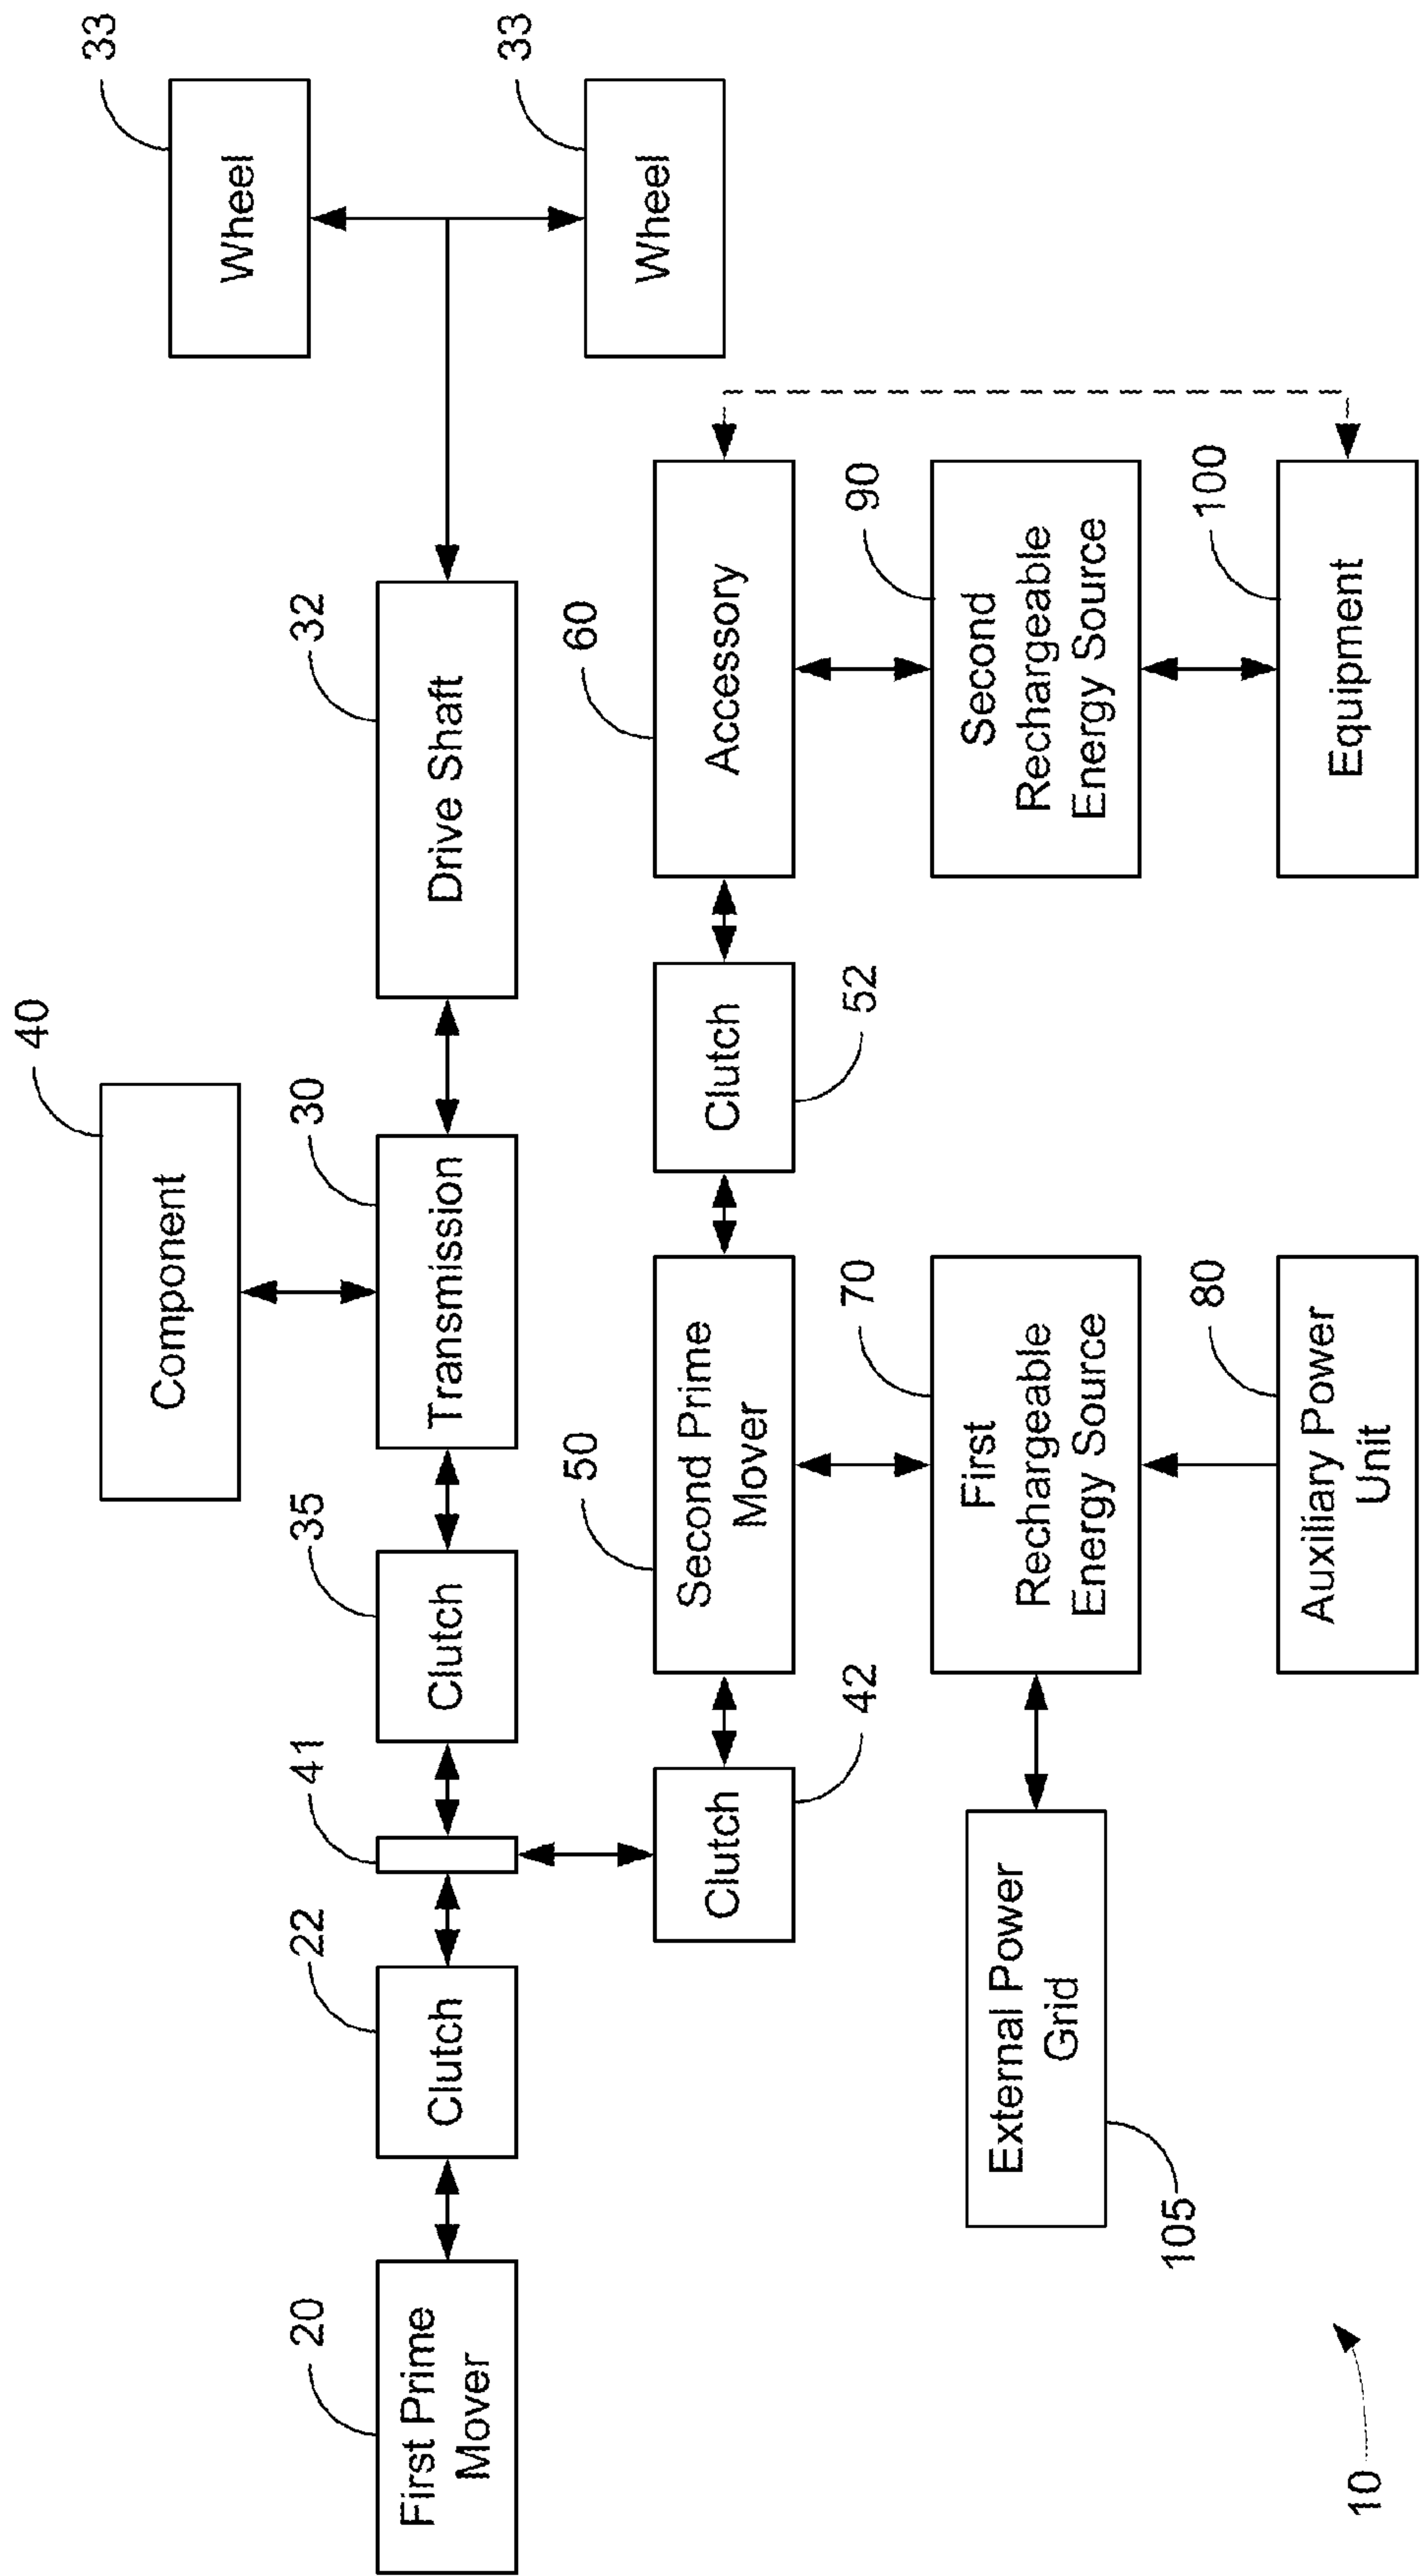 33
Wheel
33
Wheel
40
Component
32
Drive Shaft
30
Transmission
35
Clutch
41
22
Clutch
20
First Prime
Mover
60
Accessory
52
Clutch
50
Second Prime
Mover
42
Clutch
90
Second
Rechargeable
Energy Source
70
First
Rechargeable
Energy Source
External Power
Grid
105
100
Equipment
80
Auxiliary Power
Unit
10